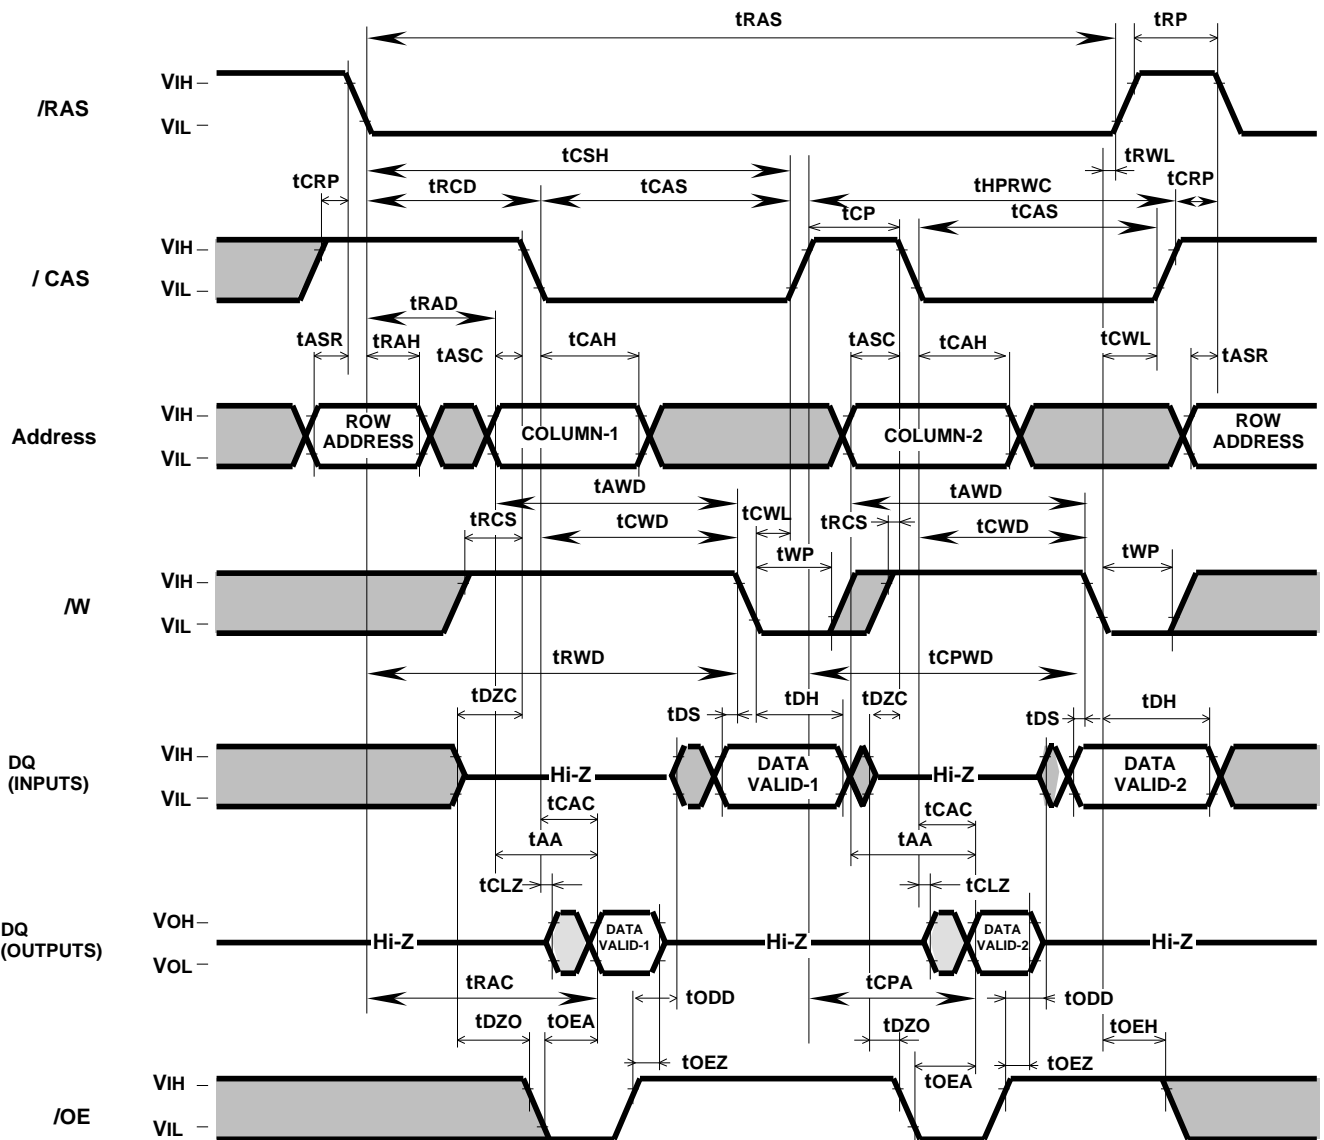 tRAS
tRP
VIH
/RAS
VIL
tCSH
tRWL
tCRP
tRCD
tCAS
tHPRWC
tCRP
tCP
tCAS
VIH
/ CAS
VIL
tRAD
tASR
tRAH
tASC
tCAH
tASC
tCAH
tCWL
tASR
VIH
Address
VIL
ROW
ADDRESS
COLUMN-1
COLUMN-2
ROW
ADDRESS
tAWD
tAWD
tRCS
tCWD
tCWL
tRCS
tCWD
tWP
tWP
VIH
/W
VIL
tRWD
tCPWD
tDZC
tDS
tDH
tDZC
tDS
tDH
VIH
DQ
(INPUTS)
VIL
Hi-Z
DATA
VALID-1
Hi-Z
DATA
VALID-2
tCAC
tCAC
tAA
tAA
tCLZ
tCLZ
VOH
DQ
(OUTPUTS)
VOL
Hi-Z
DATA
VALID-1
Hi-Z
DATA
VALID-2
Hi-Z
tRAC
tCPA
tODD
tODD
tDZO
tOEA
tDZO
tOEH
tOEZ
tOEA
tOEZ
VIH
/OE
VIL